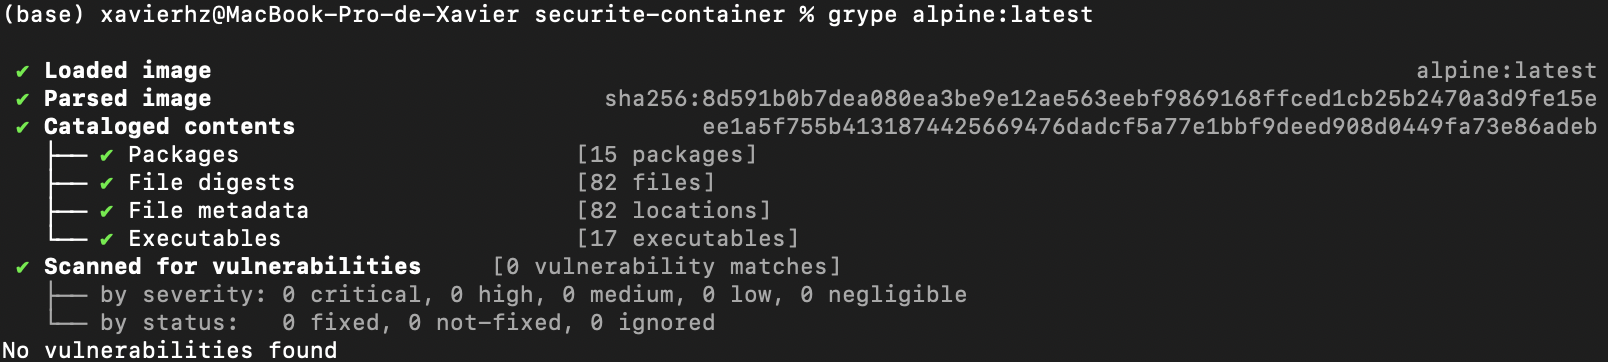 (base) xavierhz@MacBook-Pro-de-Xavier securite-container % grype alpine:latest
✔ Loaded image alpine:latest
✔ Parsed image sha256:8d591b0b7dea080ea3be9e12ae563eebf9869168ffced1cb25b2470a3d9fe15e
✔ Cataloged contents ee1a5f755b4131874425669476dadcf5a77e1bbf9deed908d0449fa73e86adeb
├── ✔ Packages [15 packages]
├── ✔ File digests [82 files]
├── ✔ File metadata [82 locations]
└── ✔ Executables [17 executables]
✔ Scanned for vulnerabilities [0 vulnerability matches]
├── by severity: 0 critical, 0 high, 0 medium, 0 low, 0 negligible
└── by status: 0 fixed, 0 not-fixed, 0 ignored
No vulnerabilities found